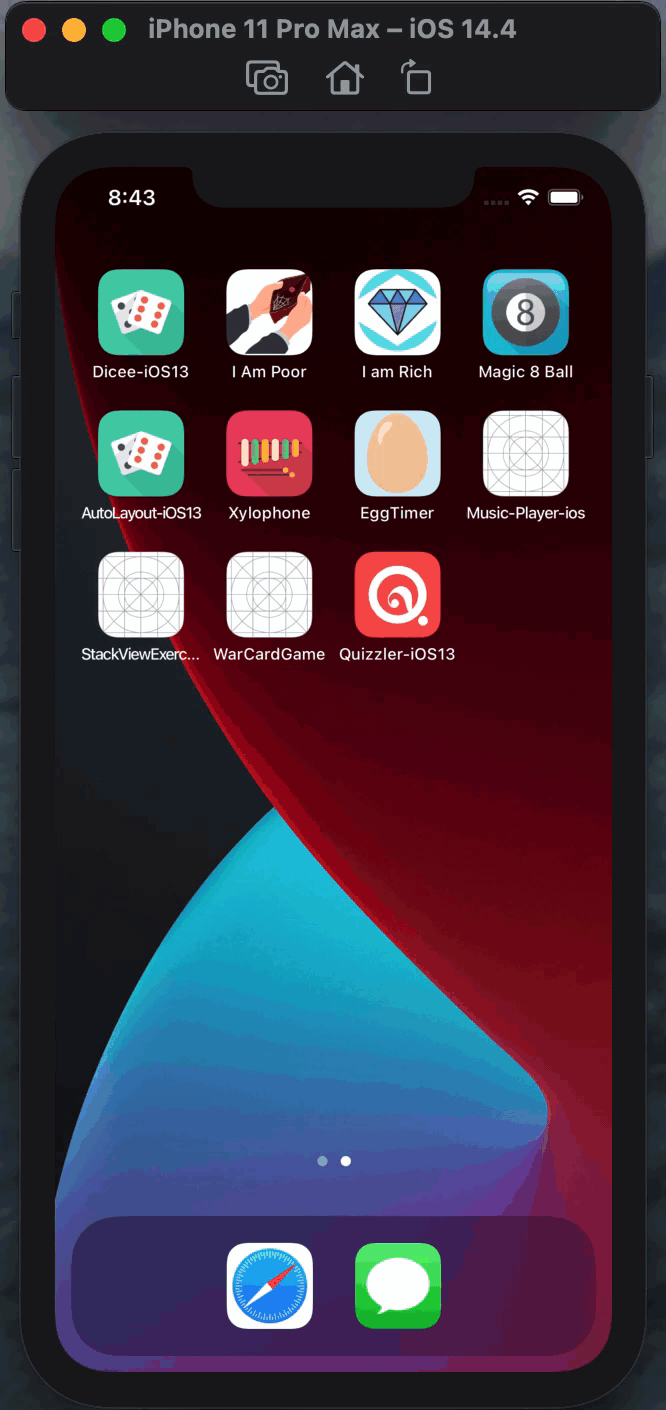 iPhone 11 Pro Max – iOS 14.4
8:43
8
Dicee-iOS13
I Am Poor
I am Rich
Magic 8 Ball
AutoLayout-iOS13
Xylophone
EggTimer
Music-Player-ios
StackViewExerc...
WarCardGame
Quizzler-iOS13